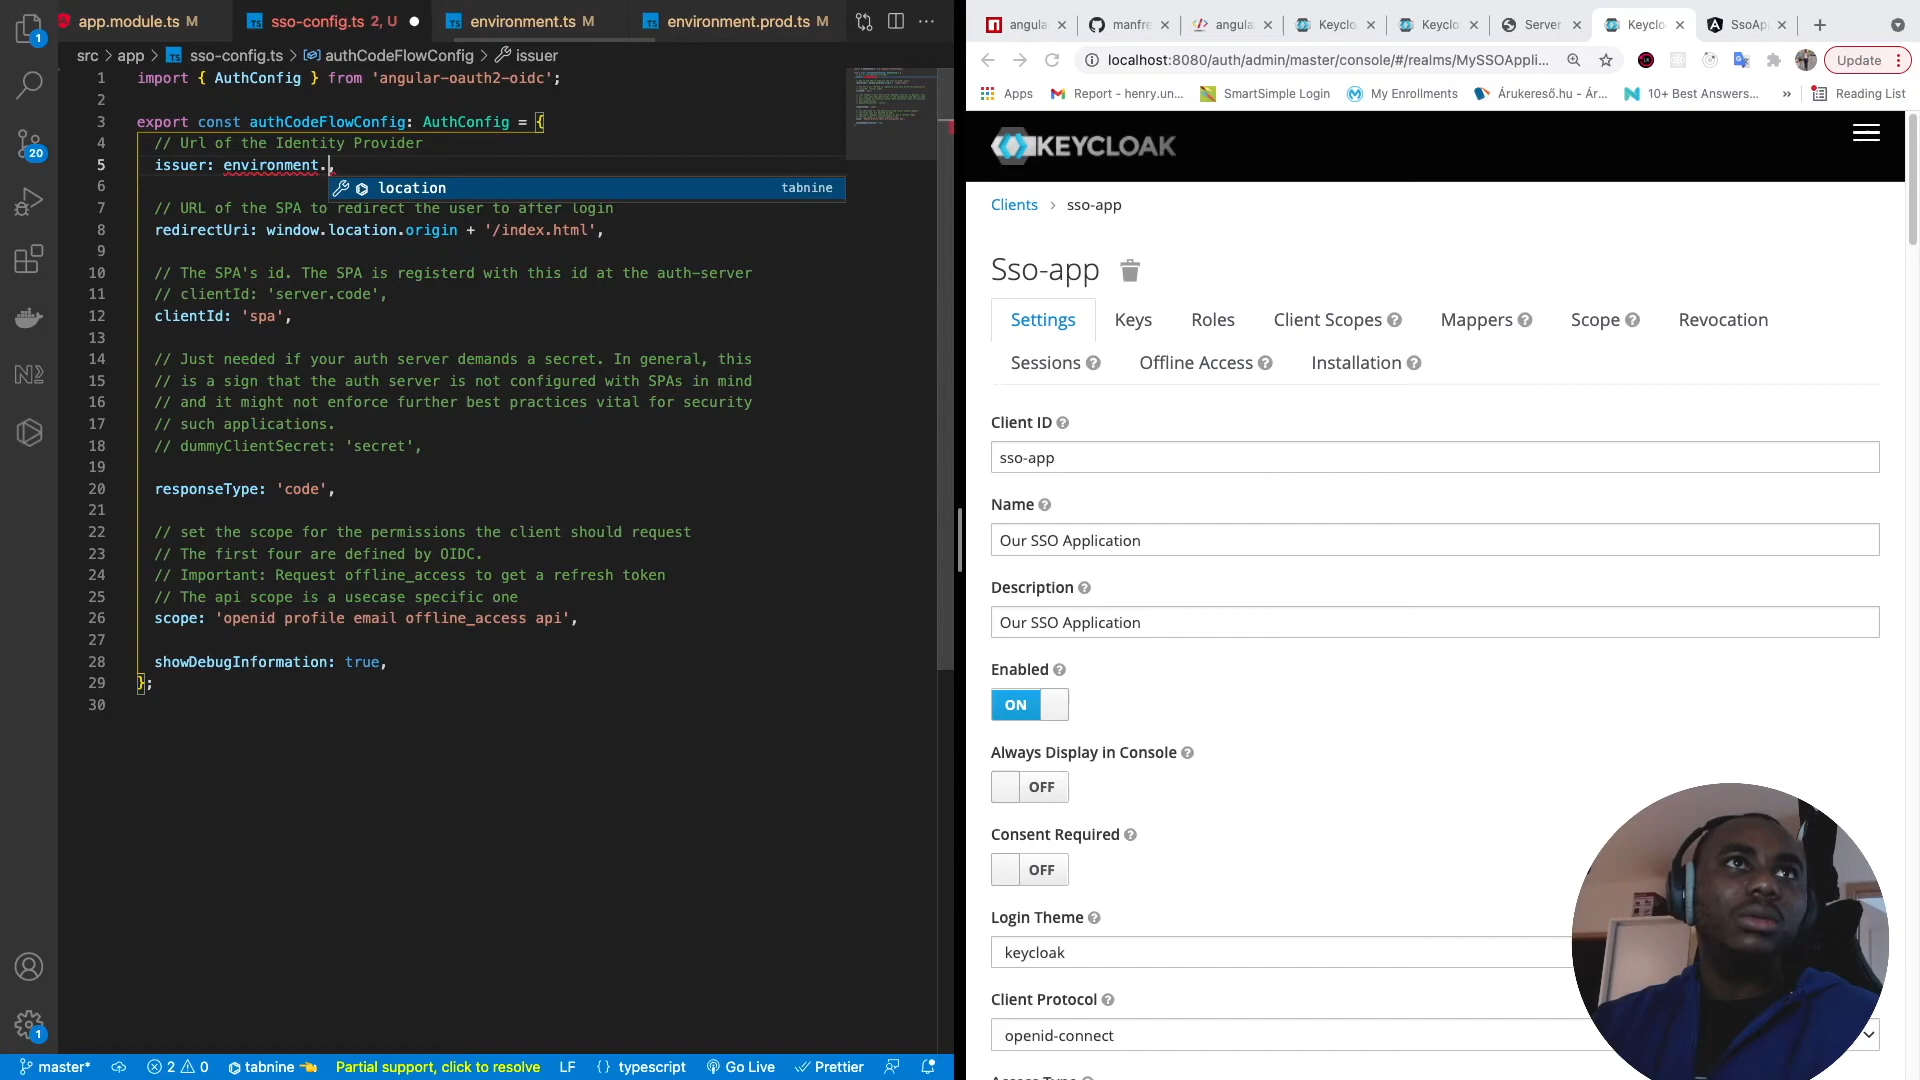 app.module.ts M
sso-config.ts 2, U
environment.ts M
environment.prod.ts M
src > app > TS sso-config.ts > authCodeFlowConfig > issuer
1 import { AuthConfig } from 'angular-oauth2-oidc';
2
3 export const authCodeFlowConfig: AuthConfig = {
4 // Url of the Identity Provider
5 issuer: environment.,
location tabnine
6
7 // URL of the SPA to redirect the user to after login
8 redirectUri: window.location.origin + '/index.html',
9
10 // The SPA's id. The SPA is registerd with this id at the auth-server
11 // clientId: 'server.code',
12 clientId: 'spa',
13
14 // Just needed if your auth server demands a secret. In general, this
15 // is a sign that the auth server is not configured with SPAs in mind
16 // and it might not enforce further best practices vital for security
17 // such applications.
18 // dummyClientSecret: 'secret',
19
20 responseType: 'code',
21
22 // set the scope for the permissions the client should request
23 // The first four are defined by OIDC.
24 // Important: Request offline_access to get a refresh token
25 // The api scope is a usecase specific one
26 scope: 'openid profile email offline_access api',
27
28 showDebugInformation: true,
29 };
30
1
20
1
master* 2 0 tabnine Partial support, click to resolve LF {} typescript Go Live Prettier
angula
manfre
angula
Keyclo
Keyclo
Server
Keyclo
SsoAp
localhost:8080/auth/admin/master/console/#/realms/MySSOAppli...
Update
Apps
Report - henry.un...
SmartSimple Login
My Enrollments
Árukereső.hu - Ár...
10+ Best Answers...
»
Reading List
KEYCLOAK
Clients > sso-app
Sso-app
Settings Keys Roles Client Scopes Mappers Scope Revocation
Sessions Offline Access Installation
Client ID
sso-app
Name
Our SSO Application
Description
Our SSO Application
Enabled
ON
Always Display in Console
OFF
Consent Required
OFF
Login Theme
keycloak
Client Protocol
openid-connect